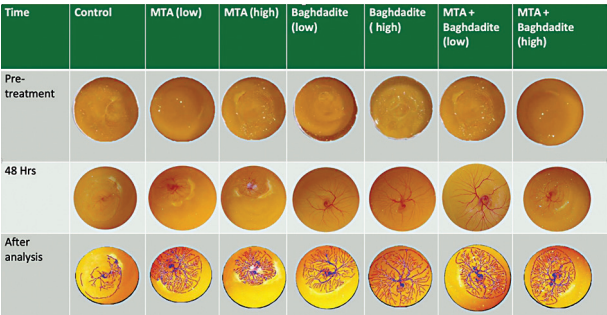 Time
Control
MTA (low)
MTA (high)
Baghdadite
(low)
Baghdadite
( high)
MTA +
Baghdadite
(low)
MTA +
Baghdadite
(high)
Pre-
treatment
48 Hrs
After
analysis